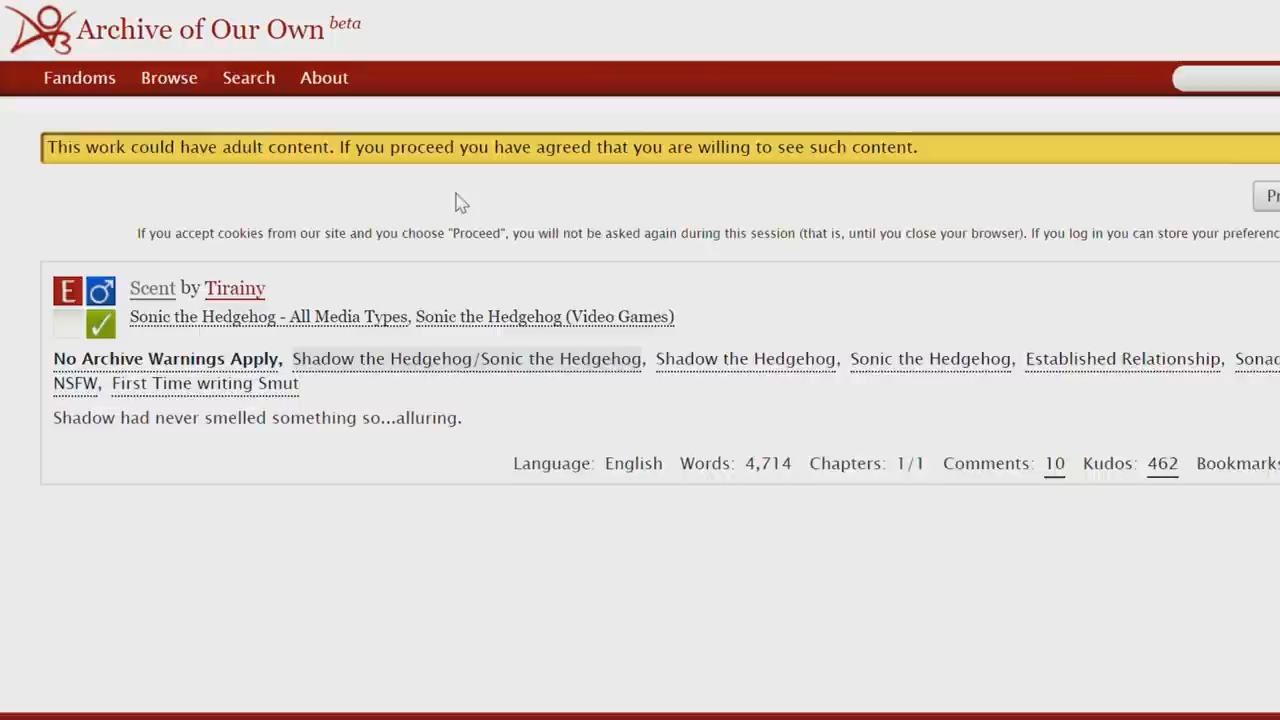 Archive of Our Own beta
Fandoms Browse Search About
This work could have adult content. If you proceed you have agreed that you are willing to see such content.
If you accept cookies from our site and you choose "Proceed", you will not be asked again during this session (that is, until you close your browser). If you log in you can store your
E
Scent by Tirainy
Sonic the Hedgehog - All Media Types, Sonic the Hedgehog (Video Games)
No Archive Warnings Apply, Shadow the Hedgehog/Sonic the Hedgehog, Shadow the Hedgehog, Sonic the Hedgehog, Established Relationship,
NSFW, First Time writing Smut
Shadow had never smelled something so...alluring.
Language: English Words: 4,714 Chapters: 1/1 Comments: 10 Kudos: 462 Bookmarks